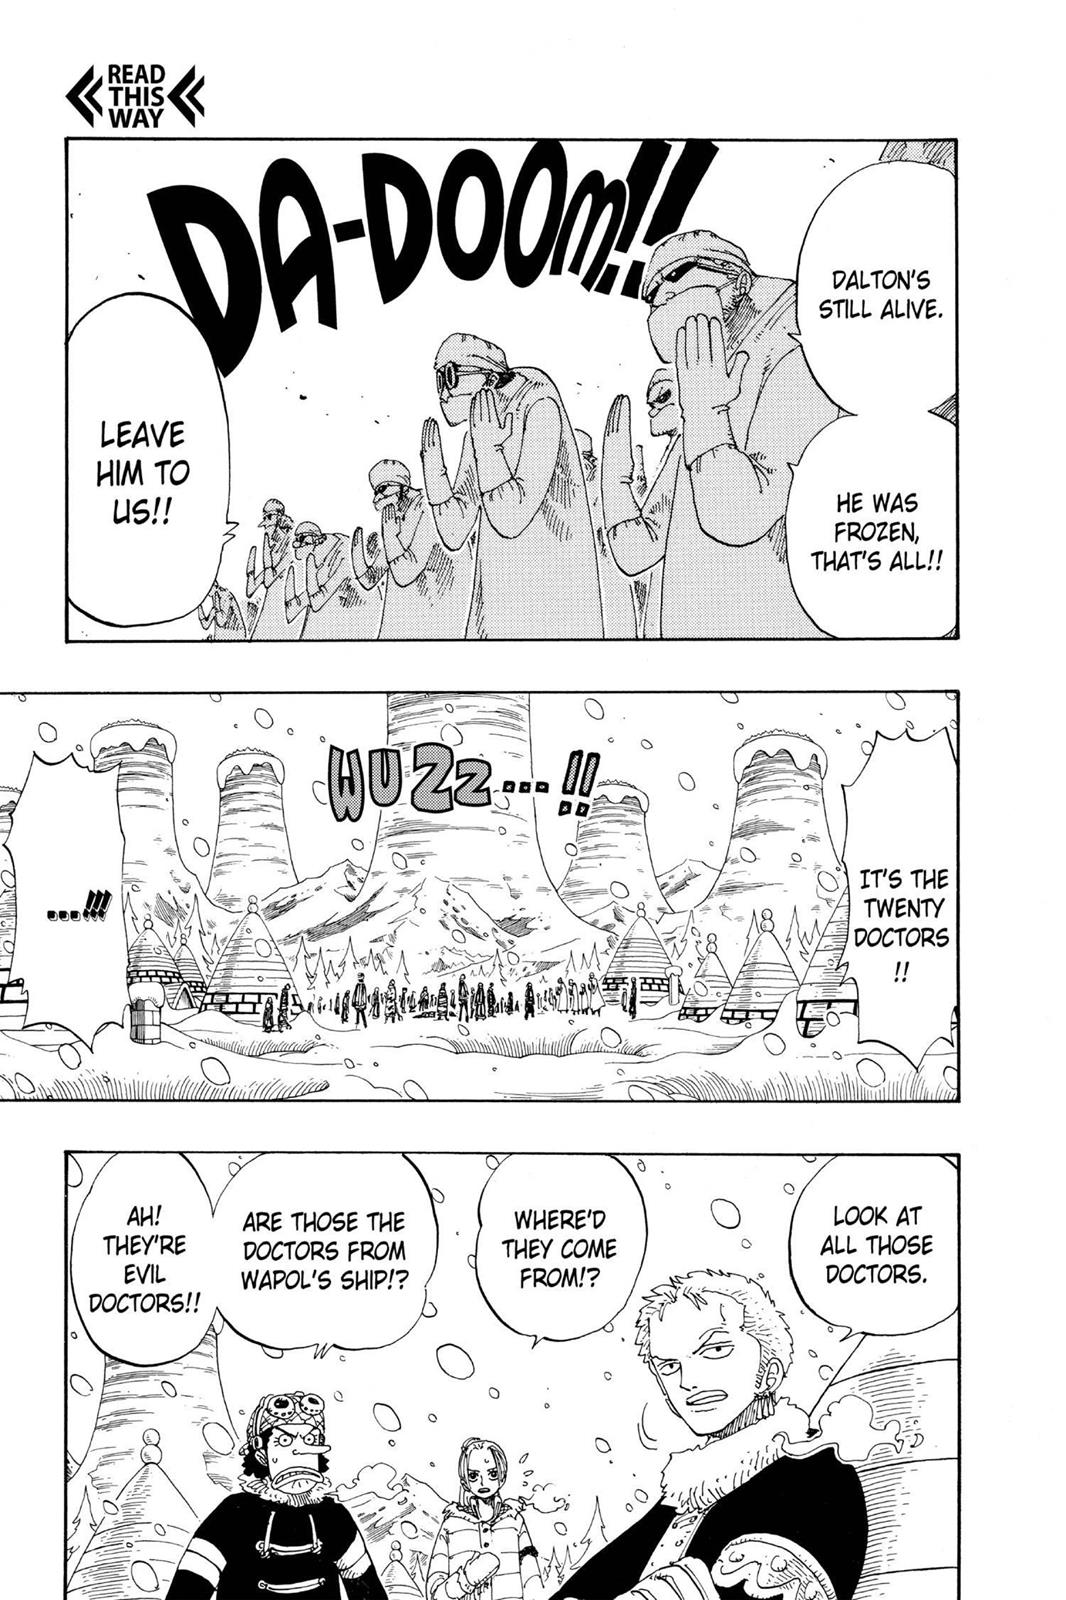 READ
THIS
WAY
DA-DOOM!!
DALTON'S
STILL ALIVE.
HE WAS
FROZEN,
THAT'S ALL!!
LEAVE
HIM TO
US!!
WUZZ...!!
IT'S THE
TWENTY
DOCTORS
!!
...!!!
LOOK AT
ALL THOSE
DOCTORS.
WHERE'D
THEY COME
FROM!?
ARE THOSE THE
DOCTORS FROM
WAPOL'S SHIP!?
AH!
THEY'RE
EVIL
DOCTORS!!